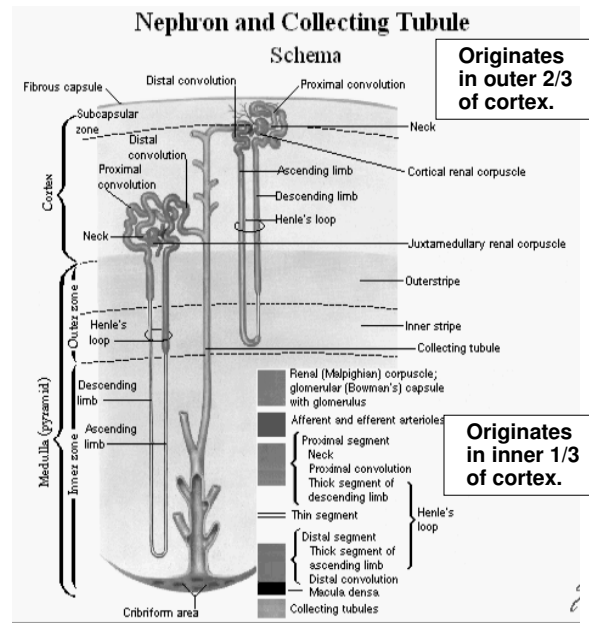 Nephron and Collecting Tubule
Schema
Originates
in outer 2/3
of cortex.
Distal convolution
Proximal convolution
Fibrous capsule
Subcapsular
zone
Neck
Distal
convolution
Ascending limb
Cortical renal corpuscle
Proximal
convolution
Descending limb
Cortex
Henle's loop
Neck
Juxtamedullary renal corpuscle
Outerstripe
Outer zone
Inner stripe
Henle's
loop
Collecting tubule
Medulla (pyramid)
Inner zone
Descending
limb
Ascending
limb
Renal (Malpighian) corpuscle;
glomerular (Bowman's) capsule
with glomerulus
Afferent and efferent arterioles
Originates
in inner 1/3
of cortex.
Proximal segment
Neck
Proximal convolution
Thick segment of
descending limb
Thin segment
Henle's
loop
Distal segment
Thick segment of
ascending limb
Distal convolution
Macula densa
Collecting tubules
Cribriform area